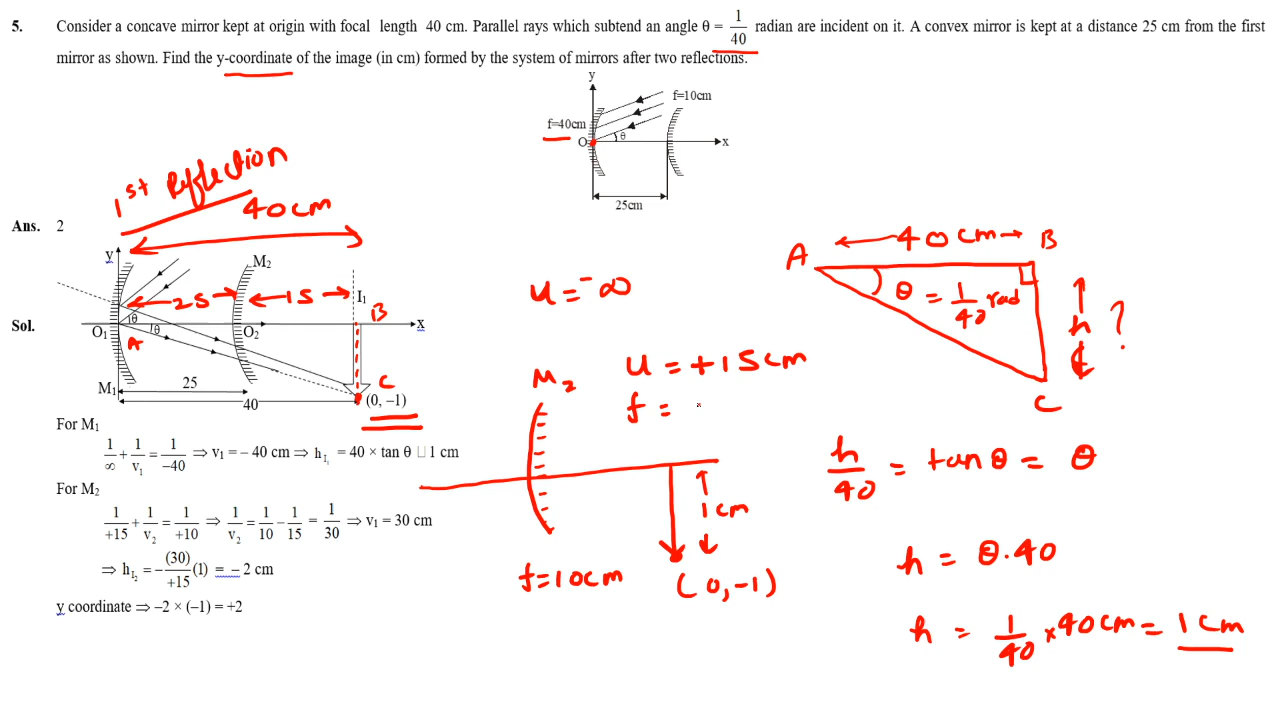 5. Consider a concave mirror kept at origin with focal length 40 cm. Parallel rays which subtend an angle θ = 1/40 radian are incident on it. A convex mirror is kept at a distance 25 cm from the first
mirror as shown. Find the y-coordinate of the image (in cm) formed by the system of mirrors after two reflections.
y
f=10cm
f=40cm
θ
O
x
25cm
1st Reflection
40cm
Ans. 2
y
M₂
25
15
I₁
B
Sol.
θ
θ
O₁
A
O₂
x
M₁
25
C
40
(0, –1)
For M₁
1/∞ + 1/v₁ = 1/–40 ⇒ v₁ = – 40 cm ⇒ h_I₁ = 40 × tan θ □ 1 cm
For M₂
1/+15 + 1/v₂ = 1/+10 ⇒ 1/v₂ = 1/10 – 1/15 = 1/30 ⇒ v₁ = 30 cm
⇒ h_I₂ = – (30)/+15 (1) = – 2 cm
y coordinate ⇒ –2 × (–1) = +2
u = -∞
u = +15cm
M₂
f =
1cm
f=10cm
(0,-1)
A
40 cm
B
θ = 1/40 rad
h ?
C
h/40 = tanθ = θ
h = θ.40
h = 1/40 × 40cm = 1cm